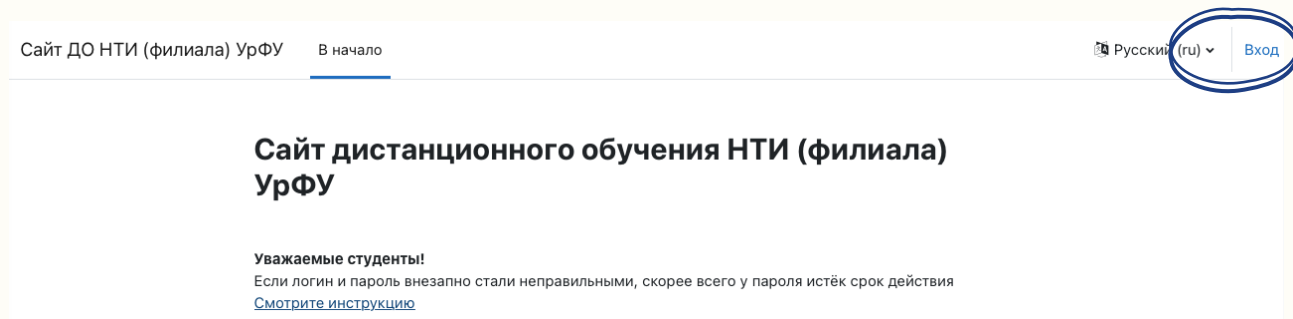 Сайт ДО НТИ (филиала) УрФУ В начало Русский (ru) Вход
Сайт дистанционного обучения НТИ (филиала)
УрФУ
Уважаемые студенты!
Если логин и пароль внезапно стали неправильными, скорее всего у пароля истёк срок действия
Смотрите инструкцию